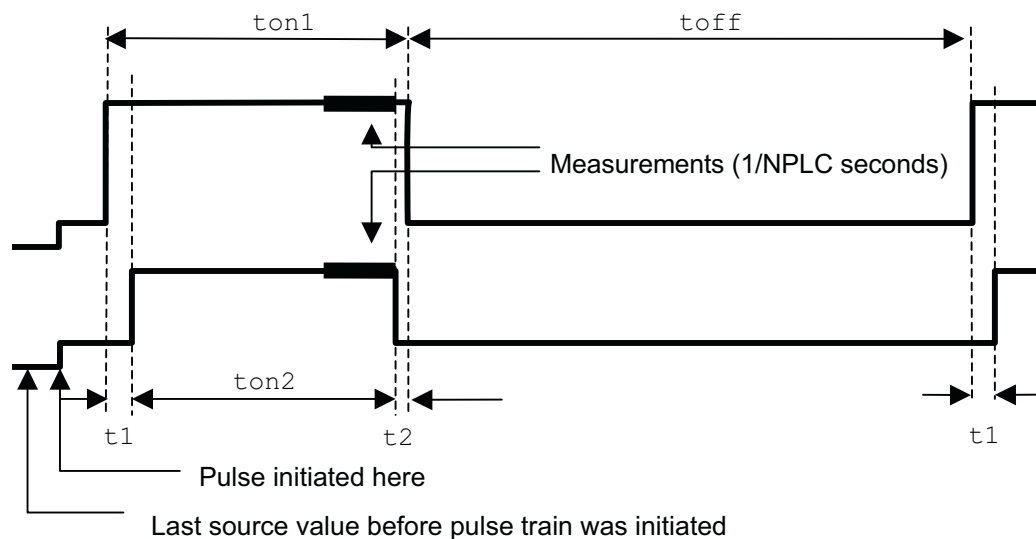 ton1
toff
Measurements (1/NPLC seconds)
ton2
t1
t2
t1
Pulse initiated here
Last source value before pulse train was initiated